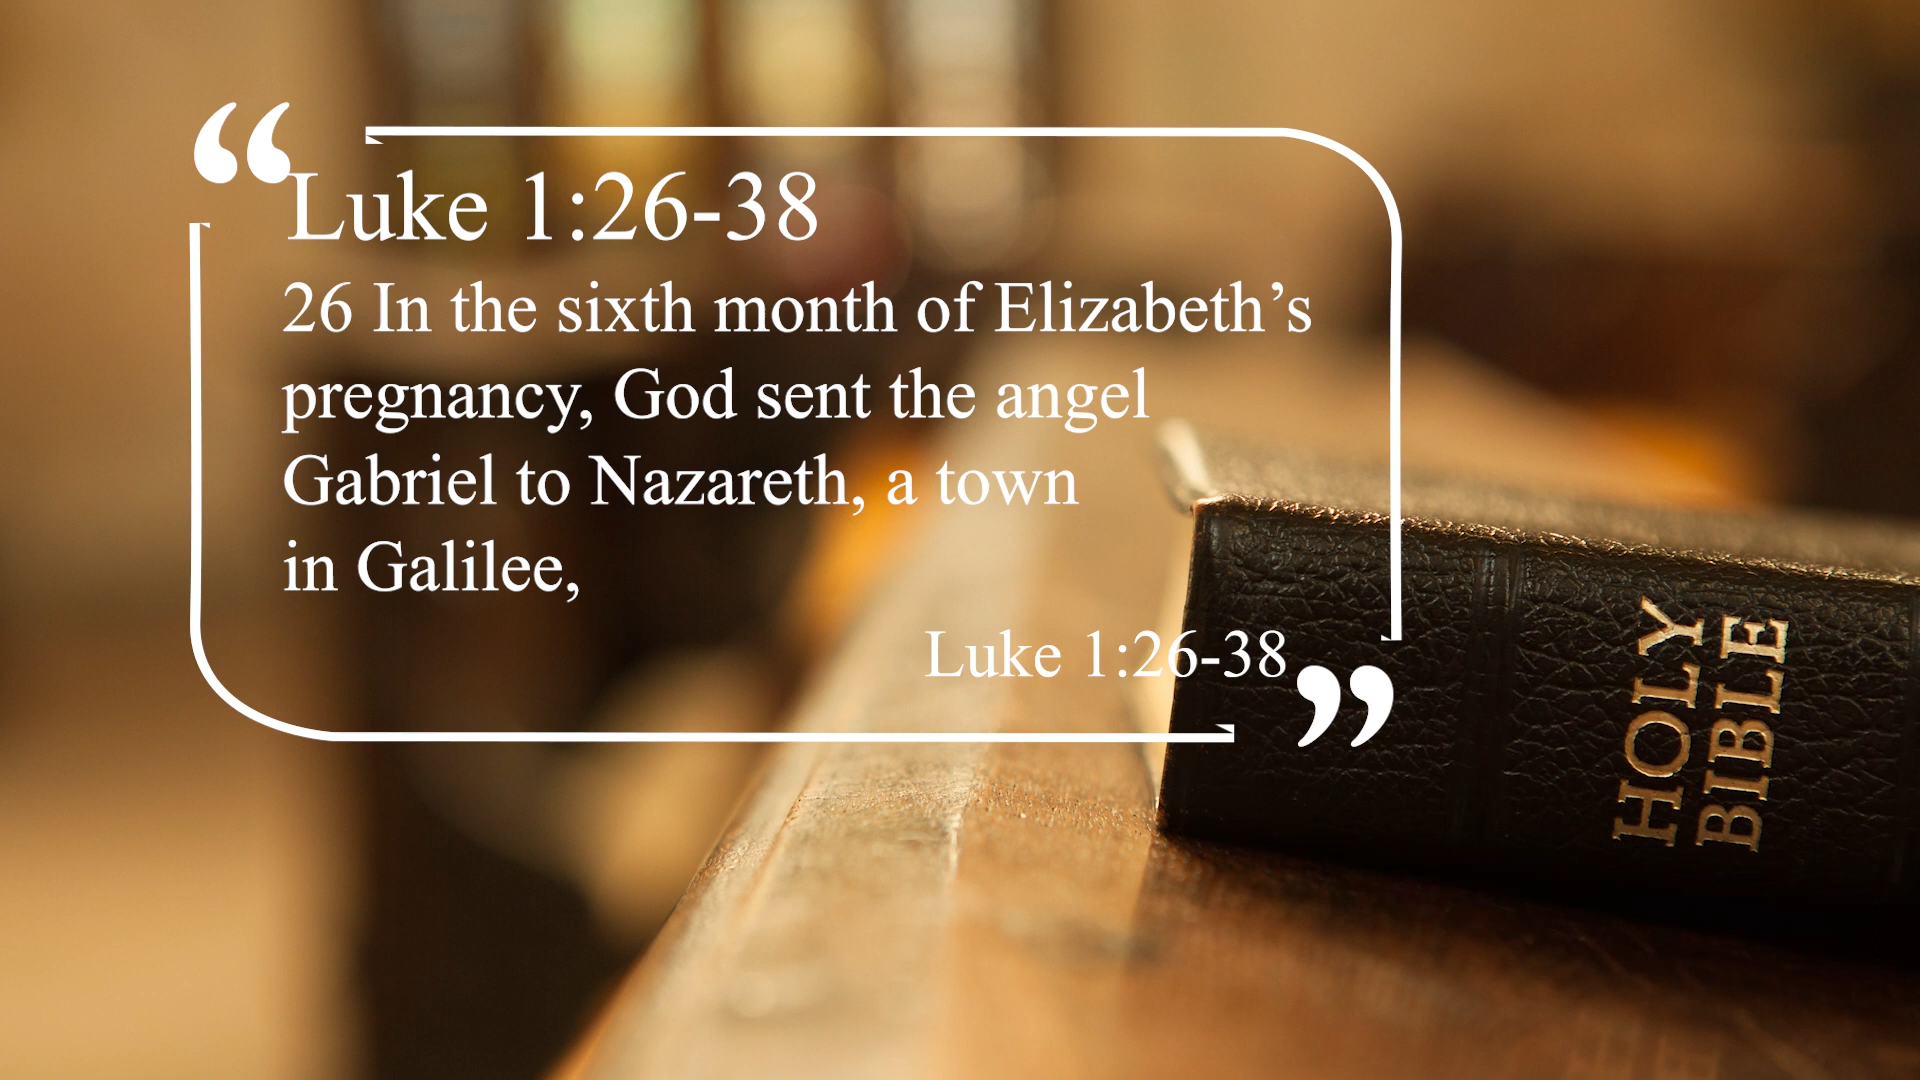 Luke 1:26-38
26 In the sixth month of Elizabeth’s
pregnancy, God sent the angel
Gabriel to Nazareth, a town
in Galilee,
Luke 1:26-38
HOLY
BIBLE